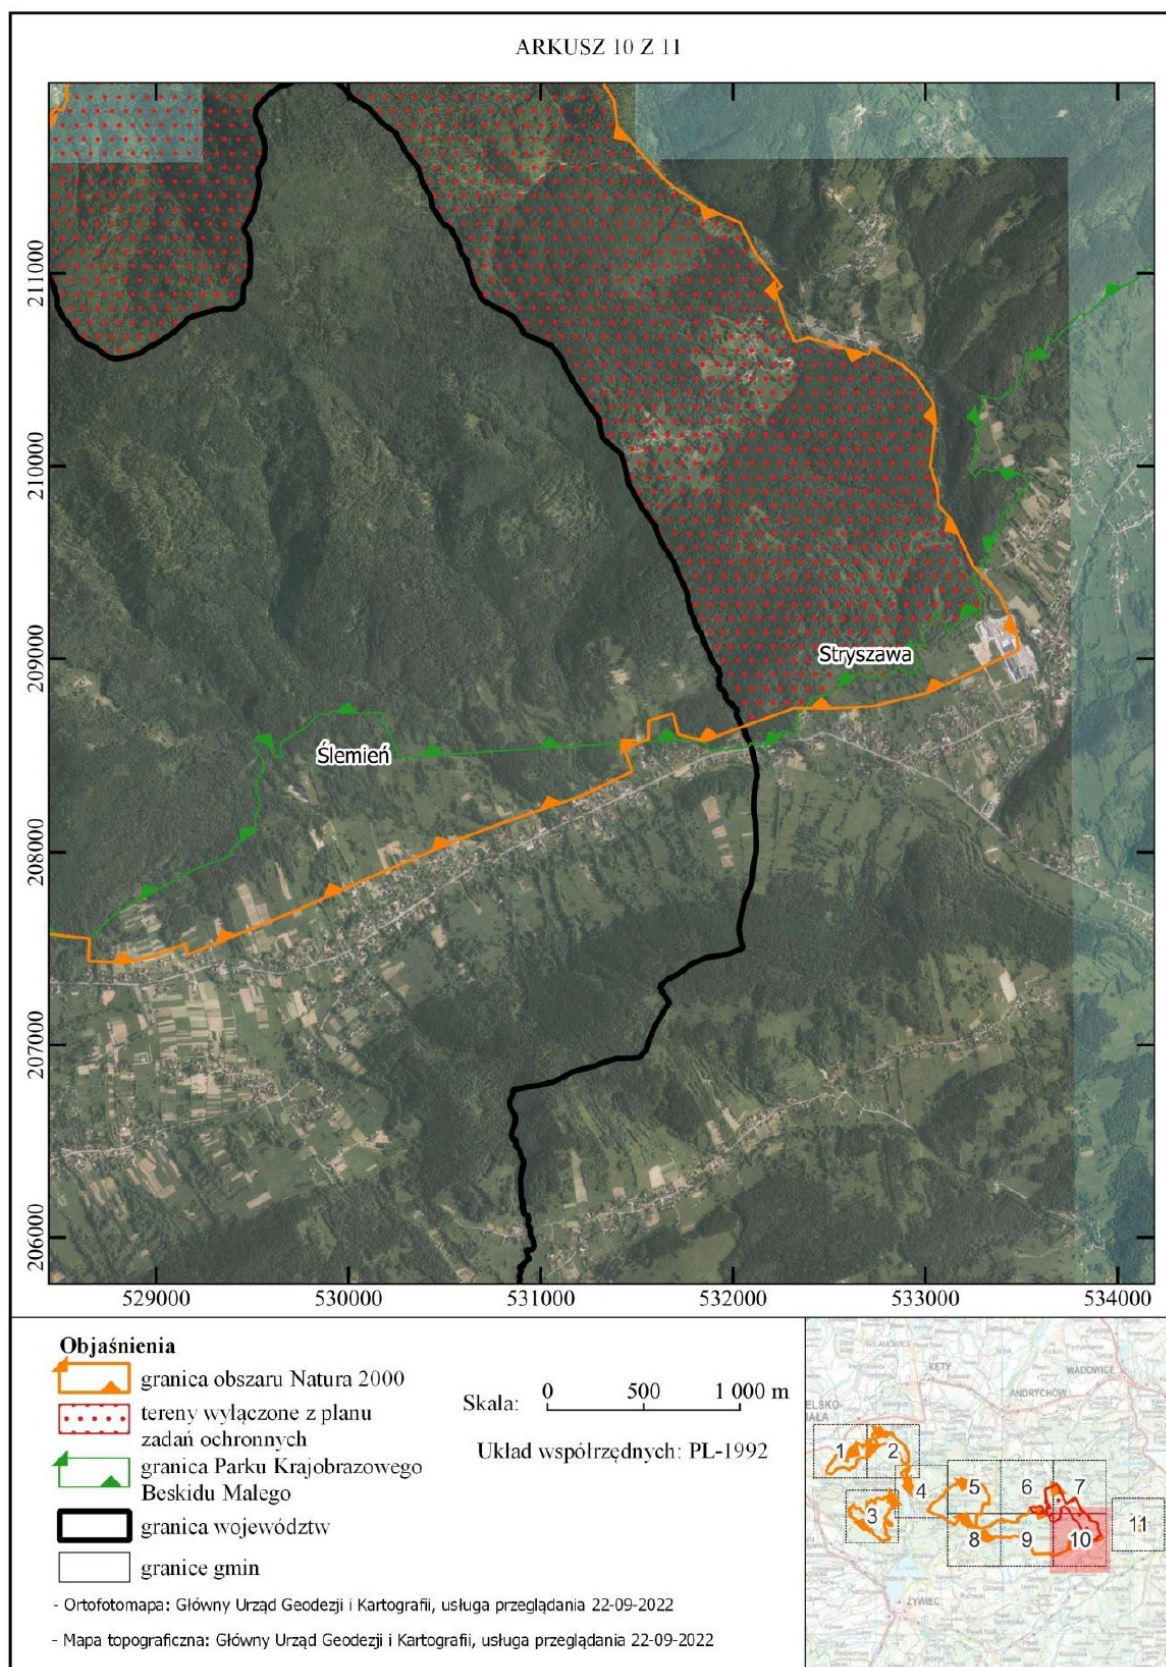 ARKUSZ 10 Z 11
211000
210000
209000
208000
207000
206000
Stryszawa
Ślemień
529000 530000 531000 532000 533000 534000
Objaśnienia
granica obszaru Natura 2000
tereny wyłączone z planu
zadań ochronnych
granica Parku Krajobrazowego
Beskidu Małego
granica województw
granice gmin
Skala: 0 500 1 000 m
Układ współrzędnych: PL-1992
- Ortofotomapa: Główny Urząd Geodezji i Kartografii, usługa przeglądania 22-09-2022
- Mapa topograficzna: Główny Urząd Geodezji i Kartografii, usługa przeglądania 22-09-2022
KĘTY
WADOWICE
ANDRYCHÓW
ŻYWIEC
1 2 3 4 5 6 7 8 9 10 11